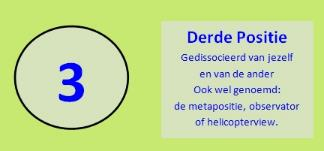 3
Derde Positie
Gedissocieerd van jezelf
en van de ander
Ook wel genoemd:
de metapositie, observator
of helicopterview.